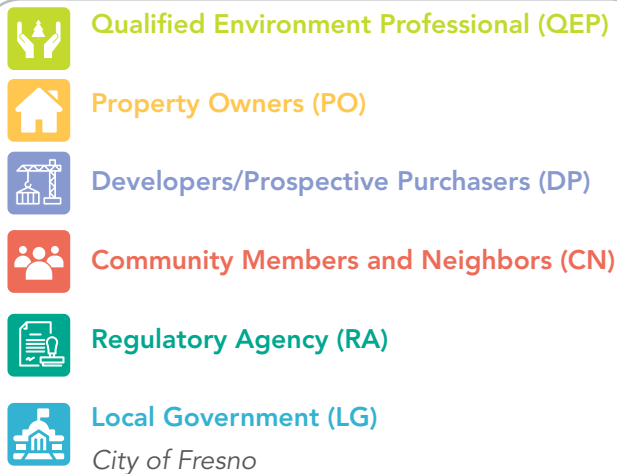 Qualified Environment Professional (QEP)
Property Owners (PO)
Developers/Prospective Purchasers (DP)
Community Members and Neighbors (CN)
Regulatory Agency (RA)
Local Government (LG)
City of Fresno